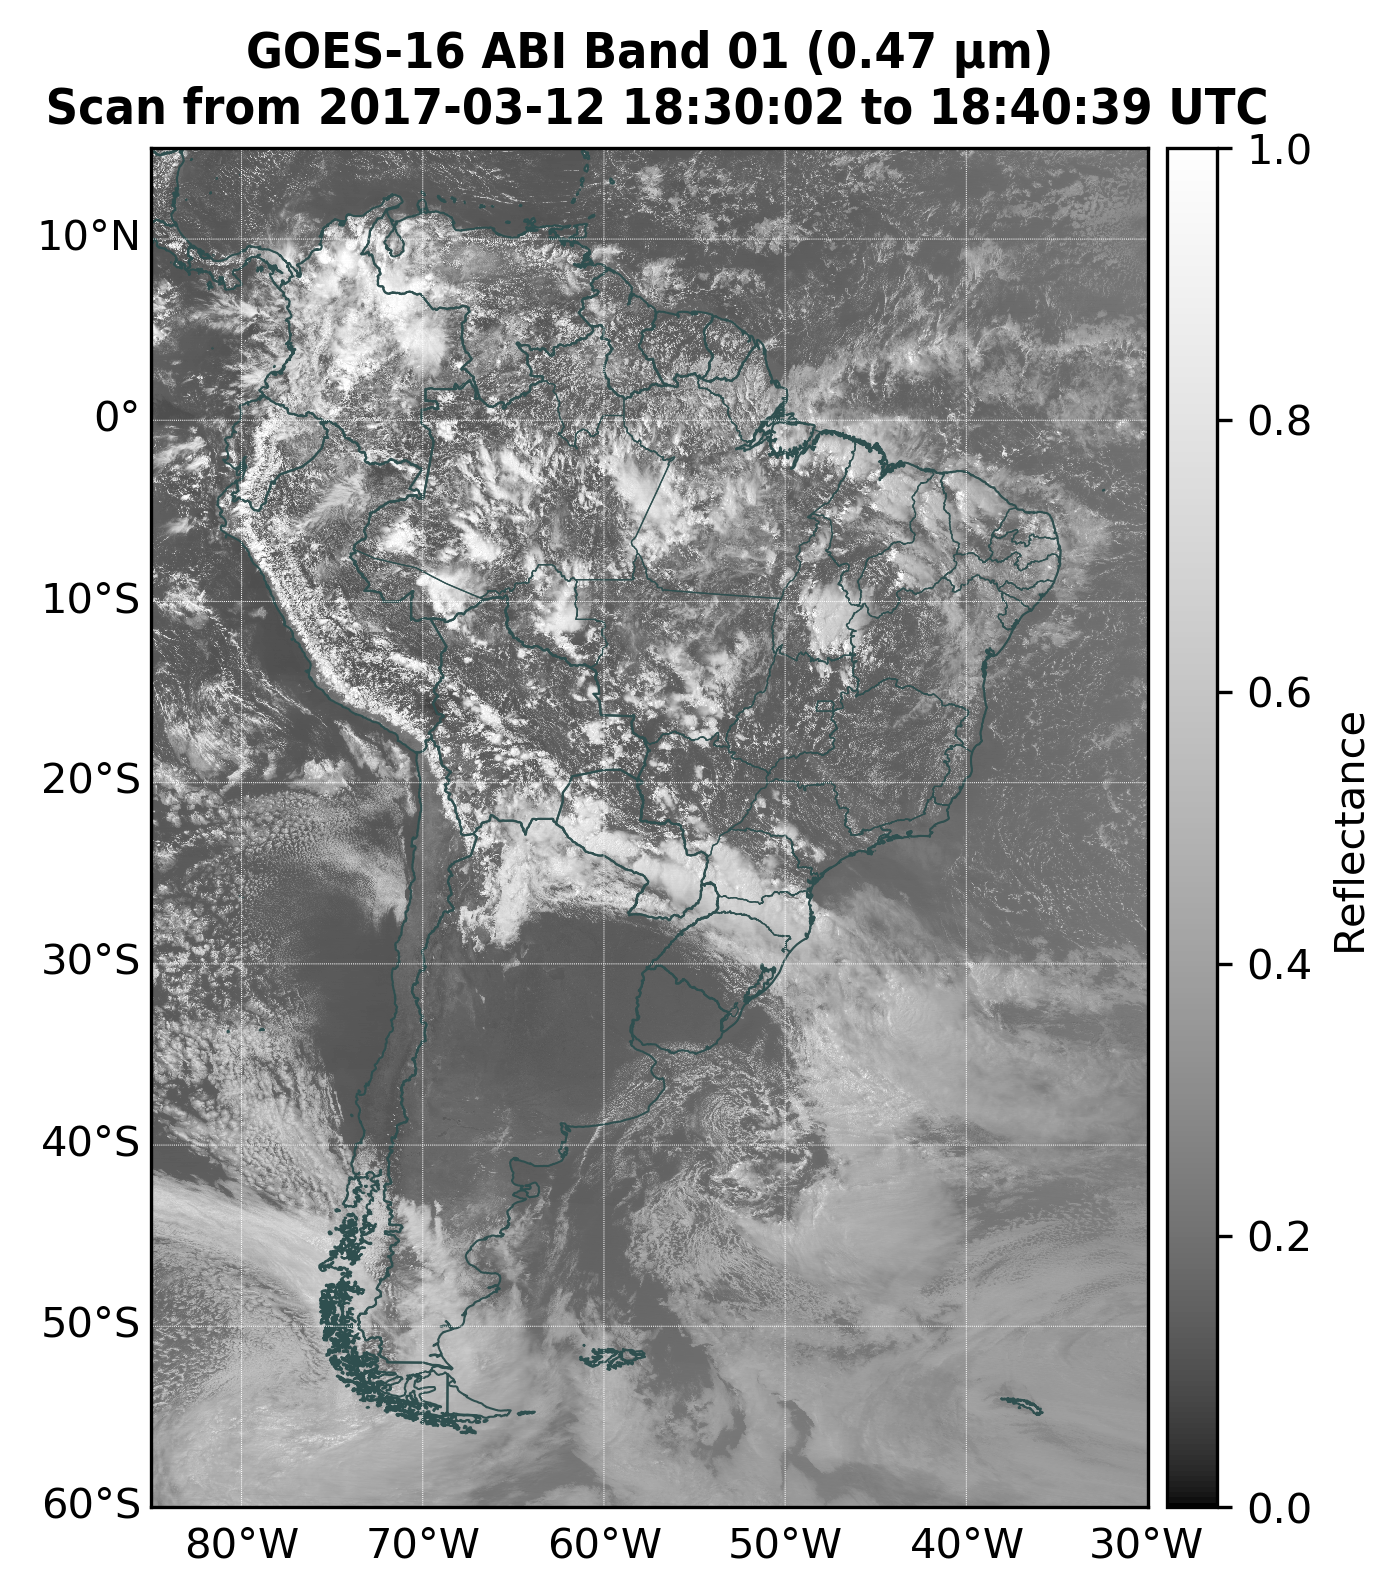 GOES-16 ABI Band 01 (0.47 µm)
Scan from 2017-03-12 18:30:02 to 18:40:39 UTC
10°N
0°
10°S
20°S
30°S
40°S
50°S
60°S
80°W
70°W
60°W
50°W
40°W
30°W
1.0
0.8
0.6
0.4
0.2
0.0
Reflectance